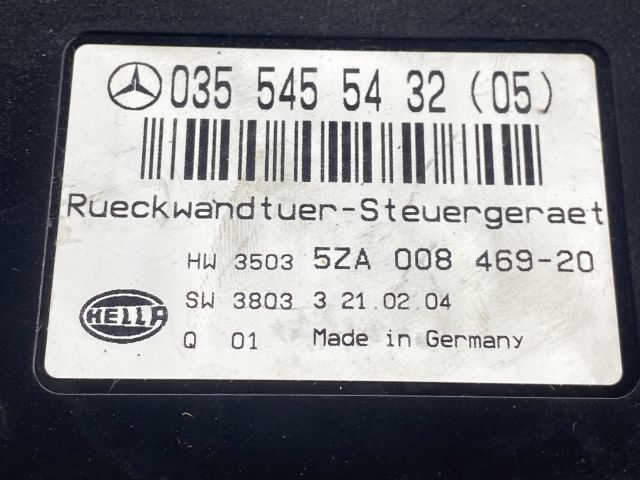 035 545 54 32 (05)
Rueckwandtuer-Steuergeraet
HW 3503 5ZA 008 469-20
SW 3803 3 21.02.04
HELLA
Q 01 Made in Germany